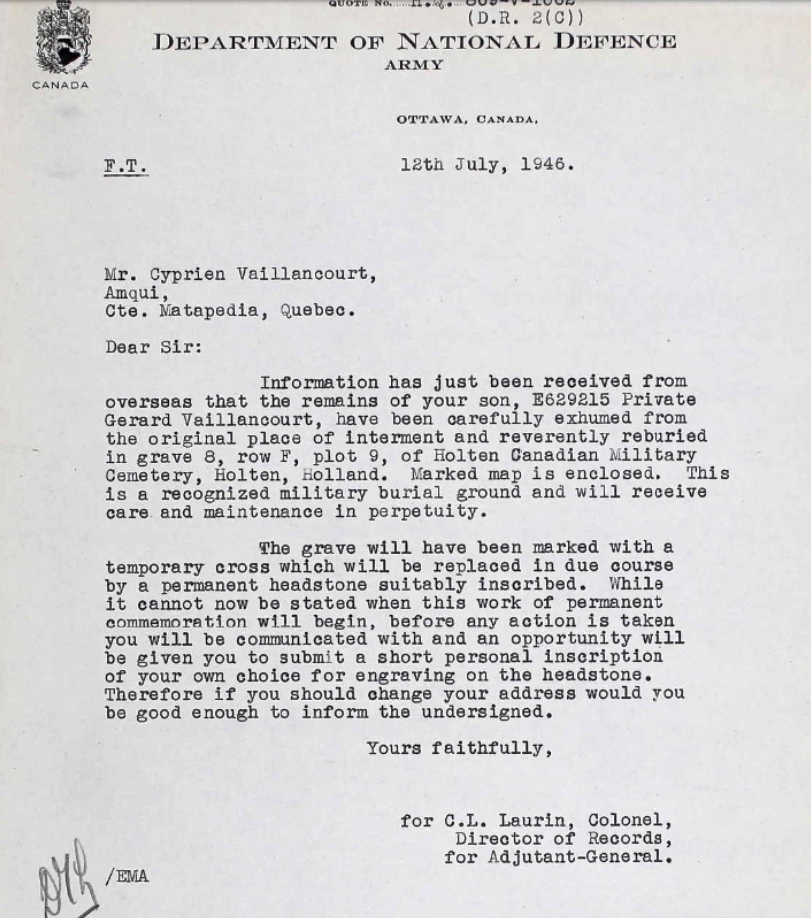 QUOTE No.
(D.R. 2(C))
DEPARTMENT OF NATIONAL DEFENCE
ARMY
CANADA
OTTAWA, CANADA,
F.T.
12th July, 1946.
Mr. Cyprien Vaillancourt,
Amqui,
Cte. Matapedia, Quebec.
Dear Sir:
Information has just been received from
overseas that the remains of your son, E629215 Private
Gerard Vaillancourt, have been carefully exhumed from
the original place of interment and reverently reburied
in grave 8, row F, plot 9, of Holten Canadian Military
Cemetery, Holten, Holland. Marked map is enclosed. This
is a recognized military burial ground and will receive
care and maintenance in perpetuity.
The grave will have been marked with a
temporary cross which will be replaced in due course
by a permanent headstone suitably inscribed. While
it cannot now be stated when this work of permanent
commemoration will begin, before any action is taken
you will be communicated with and an opportunity will
be given you to submit a short personal inscription
of your own choice for engraving on the headstone.
Therefore if you should change your address would you
be good enough to inform the undersigned.
Yours faithfully,
for C.L. Laurin, Colonel,
Director of Records,
for Adjutant-General.
/EMA